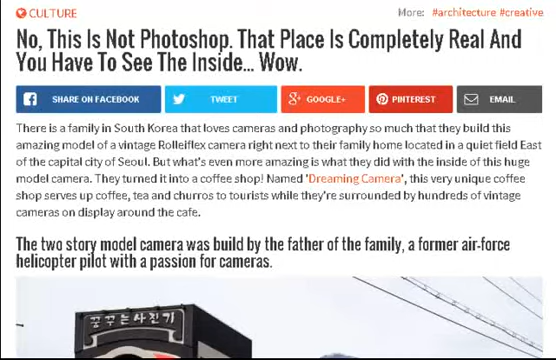 CULTURE
More: #architecture #creative
No, This Is Not Photoshop. That Place Is Completely Real And
You Have To See The Inside... Wow.
SHARE ON FACEBOOK TWEET GOOGLE+ PINTEREST EMAIL
There is a family in South Korea that loves cameras and photography so much that they build this
amazing model of a vintage Rolleiflex camera right next to their family home located in a quiet field East
of the capital city of Seoul. But what's even more amazing is what they did with the inside of this huge
model camera. They turned it into a coffee shop! Named 'Dreaming Camera', this very unique coffee
shop serves up coffee, tea and churros to tourists while they're surrounded by hundreds of vintage
cameras on display around the cafe.
The two story model camera was build by the father of the family, a former air-force
helicopter pilot with a passion for cameras.
꿈꾸는사진기